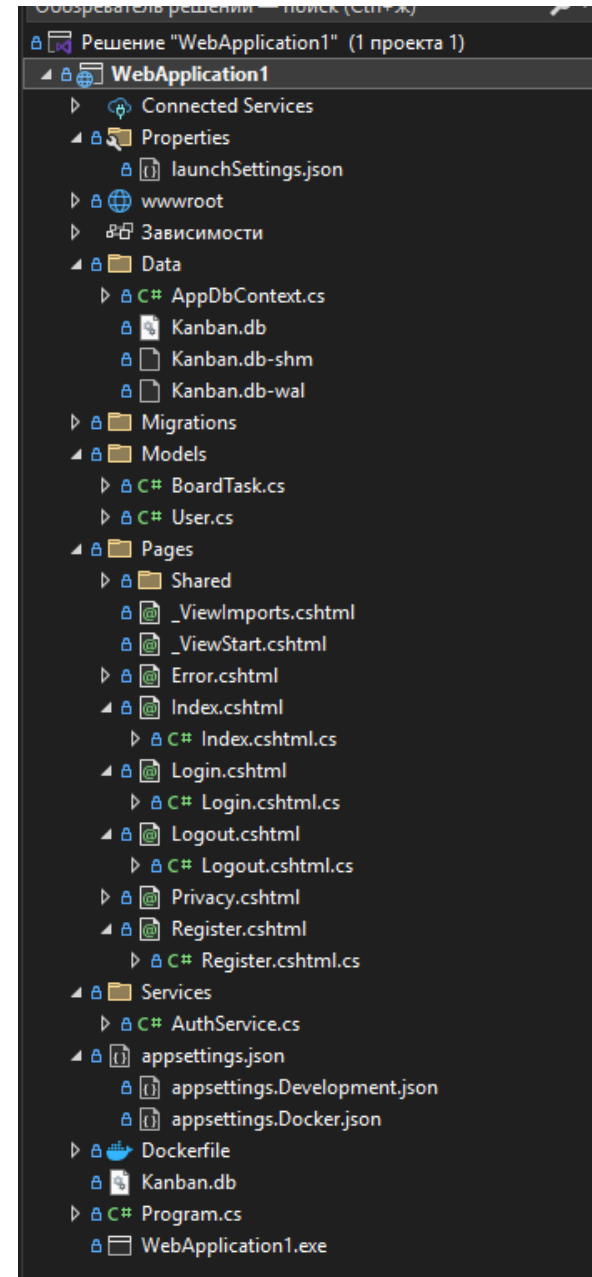 Обозреватель решений — поиск (Ctrl+ж)
Решение "WebApplication1" (1 проекта 1)
WebApplication1
Connected Services
Properties
launchSettings.json
wwwroot
Зависимости
Data
C# AppDbContext.cs
Kanban.db
Kanban.db-shm
Kanban.db-wal
Migrations
Models
C# BoardTask.cs
C# User.cs
Pages
Shared
_ViewImports.cshtml
_ViewStart.cshtml
Error.cshtml
Index.cshtml
C# Index.cshtml.cs
Login.cshtml
C# Login.cshtml.cs
Logout.cshtml
C# Logout.cshtml.cs
Privacy.cshtml
Register.cshtml
C# Register.cshtml.cs
Services
C# AuthService.cs
appsettings.json
appsettings.Development.json
appsettings.Docker.json
Dockerfile
Kanban.db
C# Program.cs
WebApplication1.exe